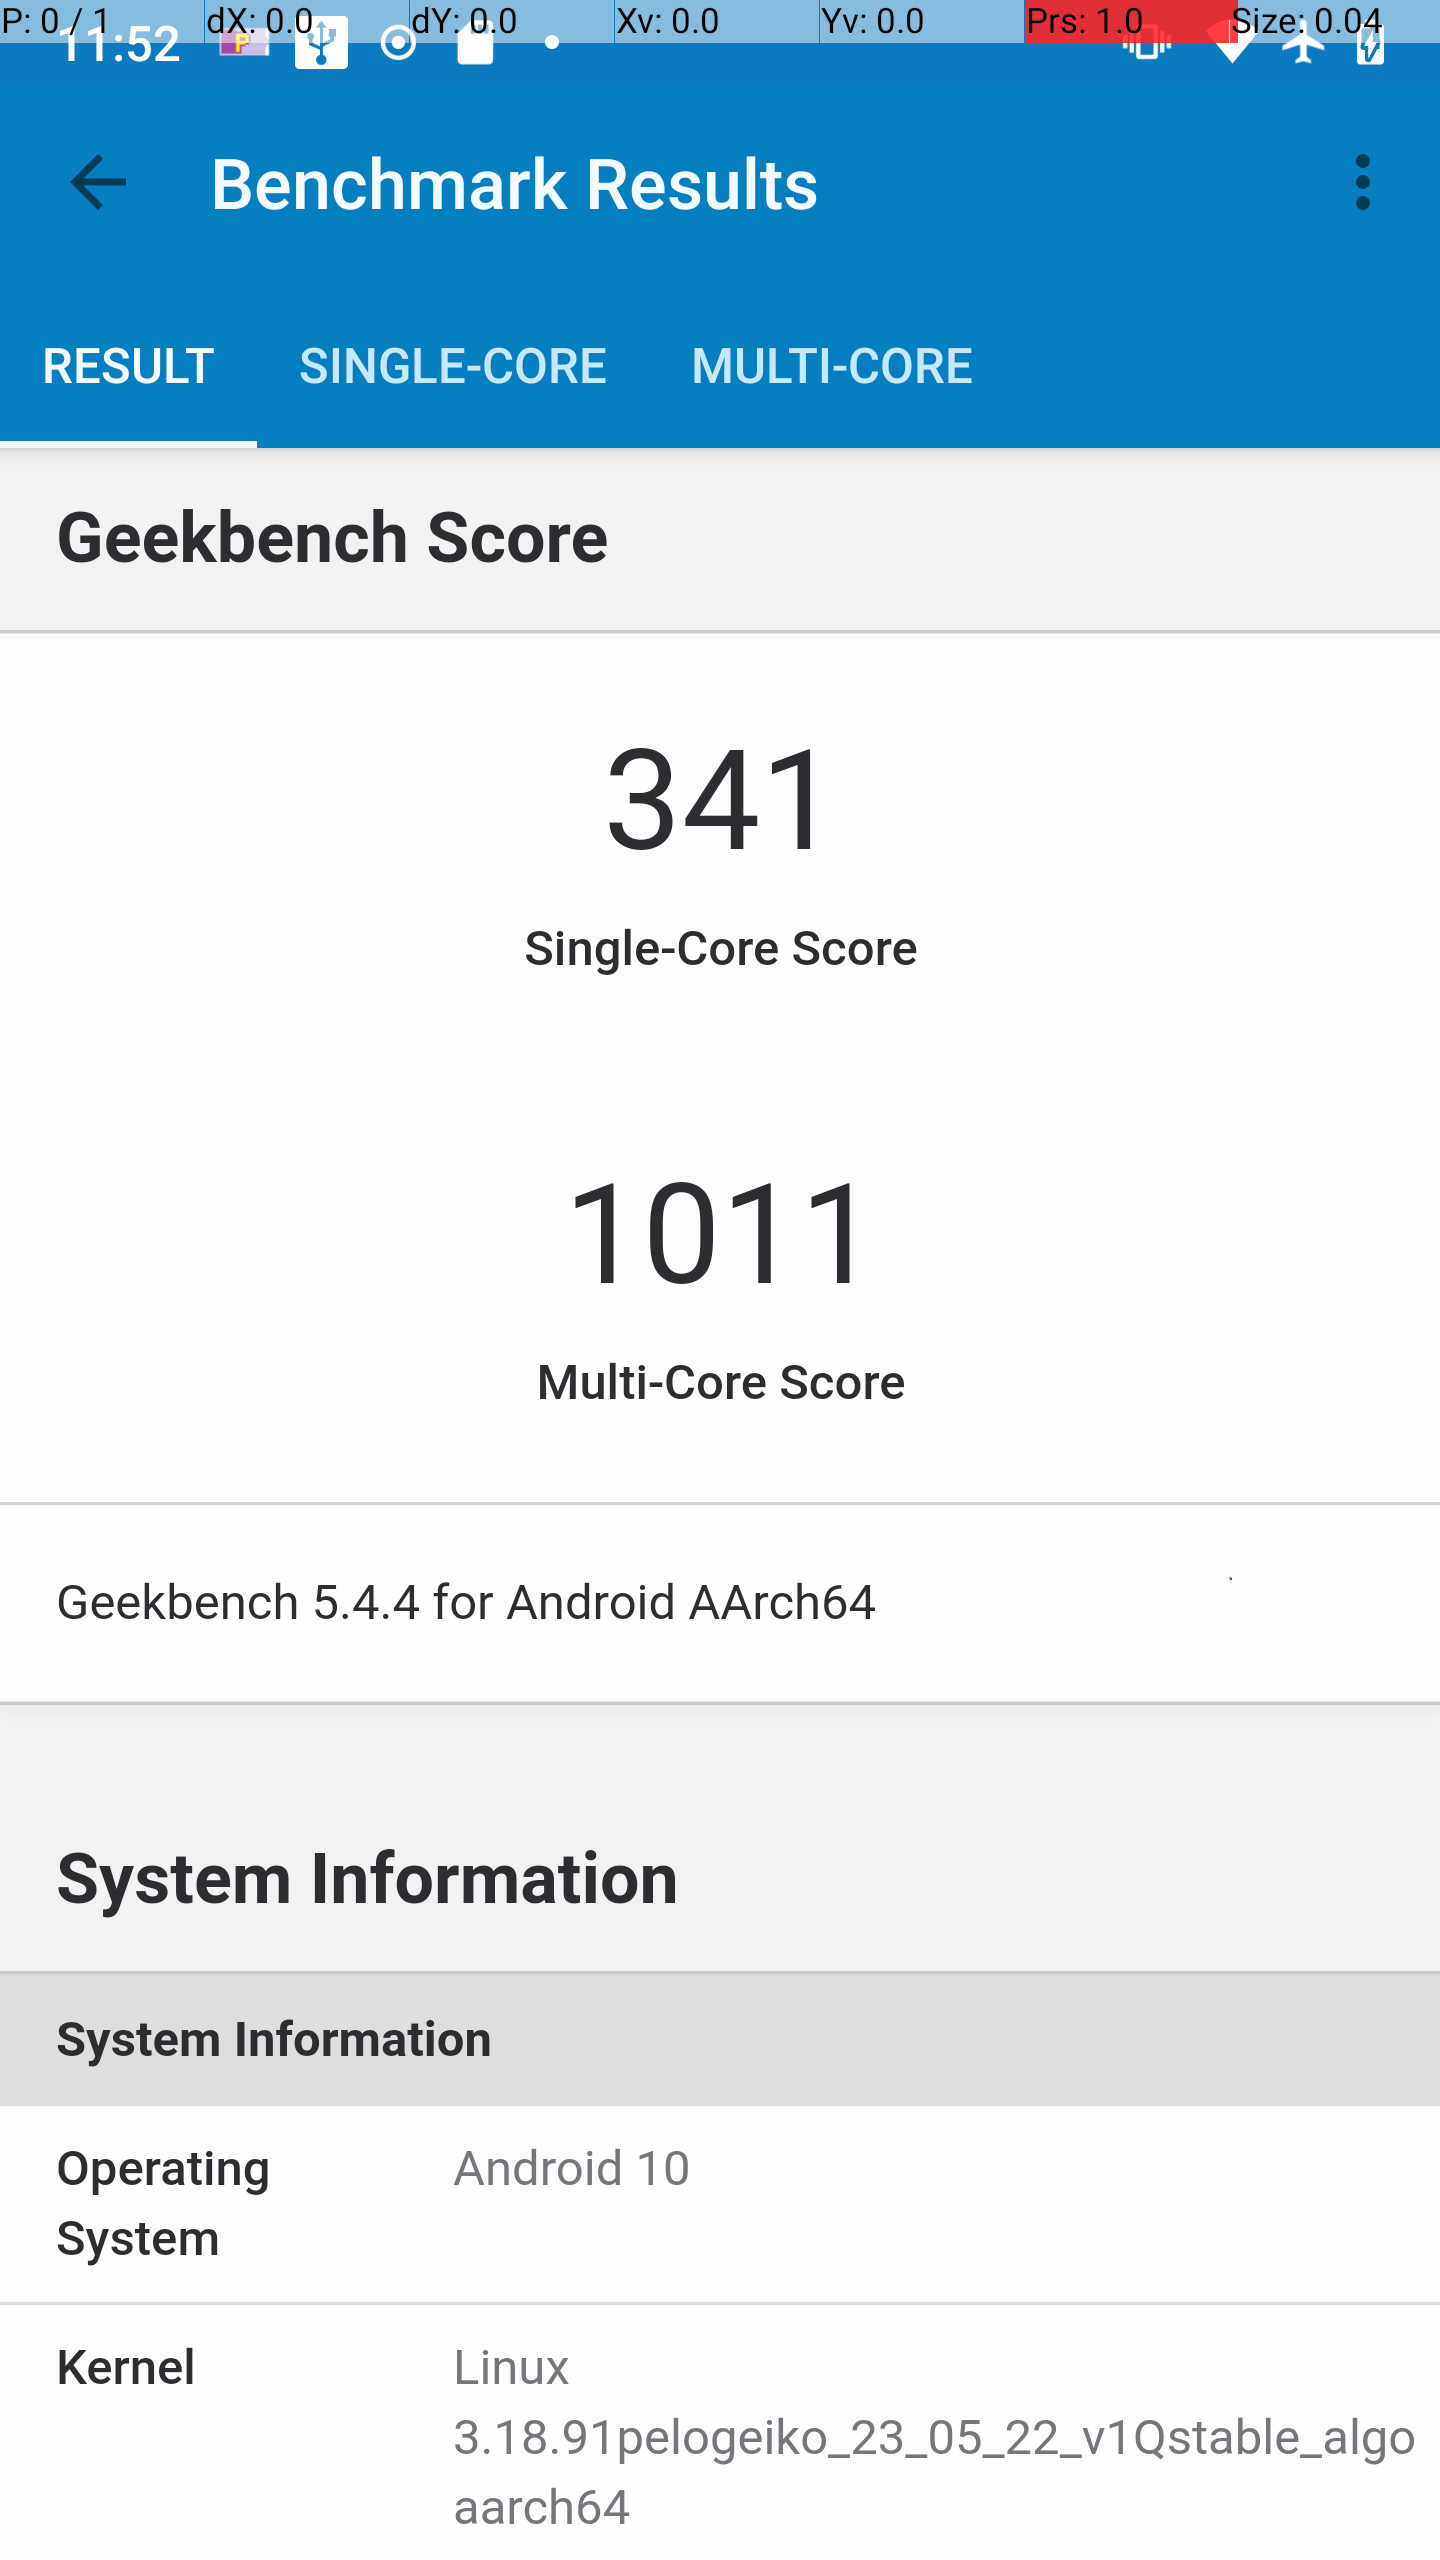 P: 0 / 1 dX: 0.0 dY: 0.0 Xv: 0.0 Yv: 0.0 Prs: 1.0 Size: 0.04
11:52 P
Benchmark Results
RESULT SINGLE-CORE MULTI-CORE
Geekbench Score
341
Single-Core Score
1011
Multi-Core Score
Geekbench 5.4.4 for Android AArch64
System Information
System Information
Operating System Android 10
Kernel Linux
3.18.91pelogeiko_23_05_22_v1Qstable_algo
aarch64